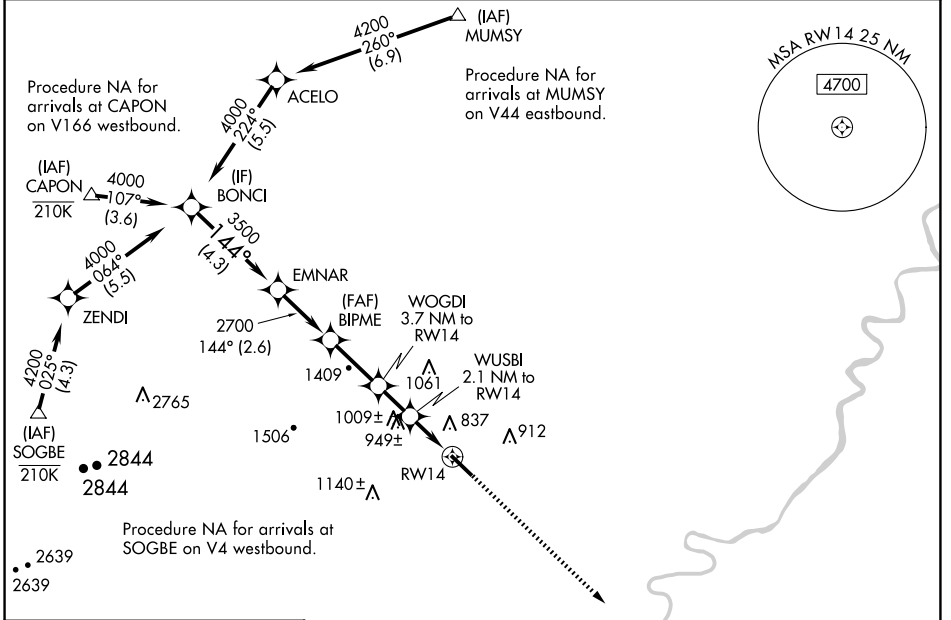 (IAF)
MUMSY
4200
260°
(6.9)
ACELO
Procedure NA for
arrivals at MUMSY
on V44 eastbound.
MSA RW14 25 NM
4700
Procedure NA for
arrivals at CAPON
on V166 westbound.
4000
224°
(5.5)
(IAF)
CAPON
210K
4000
107°
(3.6)
(IF)
BONCI
3500
144°
(4.3)
4000
064°
(5.5)
ZENDI
EMNAR
2700
144° (2.6)
(FAF)
BIPME
WOGDI
3.7 NM to
RW14
4200
025°
(4.3)
(IAF)
SOGBE
210K
2765
1409
1061
WUSBI
2.1 NM to
RW14
1009±
949±
837
912
1506
2844
2844
RW14
1140±
Procedure NA for arrivals at
SOGBE on V4 westbound.
2639
2639